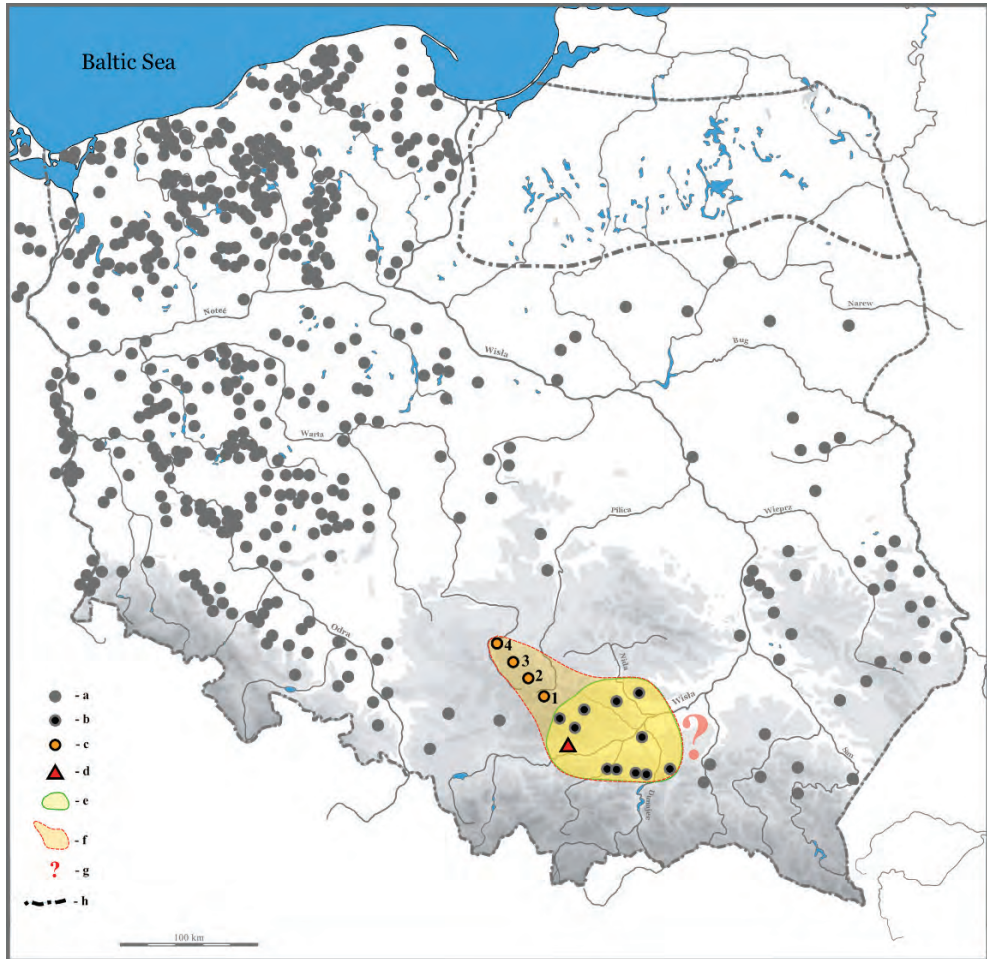 Baltic Sea
Narew
Noteć
Bug
Wisła
Warta
Pilica
Wieprz
Odra
4
3
2
1
Nida
Wisła
?
San
Dunajec
- a
- b
- c
- d
- e
- f
? - g
- h
100 km